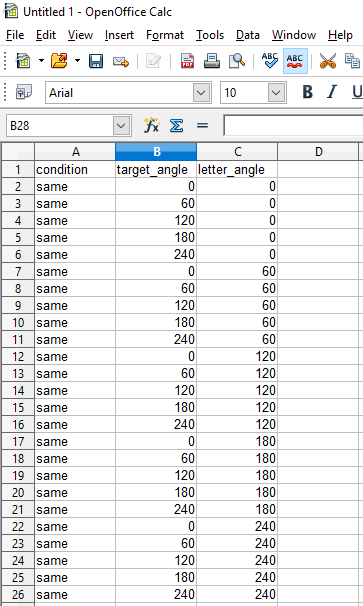 Untitled 1 - OpenOffice Calc
File Edit View Insert Format Tools Data Window Help
ABC ABC
Arial 10 B I U
B28
A B C D
1 condition target_angle letter_angle
2 same 0 0
3 same 60 0
4 same 120 0
5 same 180 0
6 same 240 0
7 same 0 60
8 same 60 60
9 same 120 60
10 same 180 60
11 same 240 60
12 same 0 120
13 same 60 120
14 same 120 120
15 same 180 120
16 same 240 120
17 same 0 180
18 same 60 180
19 same 120 180
20 same 180 180
21 same 240 180
22 same 0 240
23 same 60 240
24 same 120 240
25 same 180 240
26 same 240 240